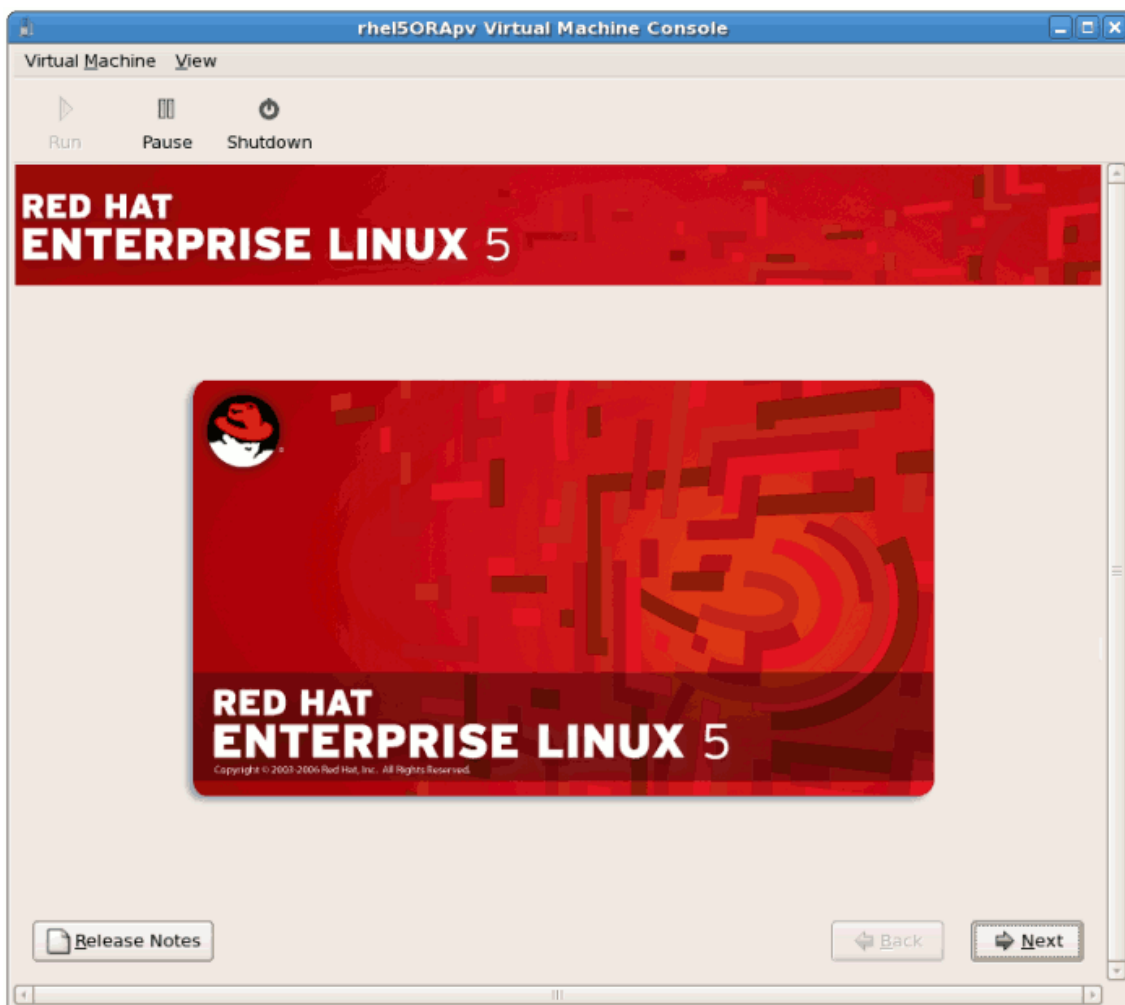 rhel5ORApv Virtual Machine Console
Virtual Machine View
Run Pause Shutdown
RED HAT
ENTERPRISE LINUX 5
RED HAT
ENTERPRISE LINUX 5
Copyright © 2003-2006 Red Hat, Inc. All Rights Reserved.
Release Notes Back Next